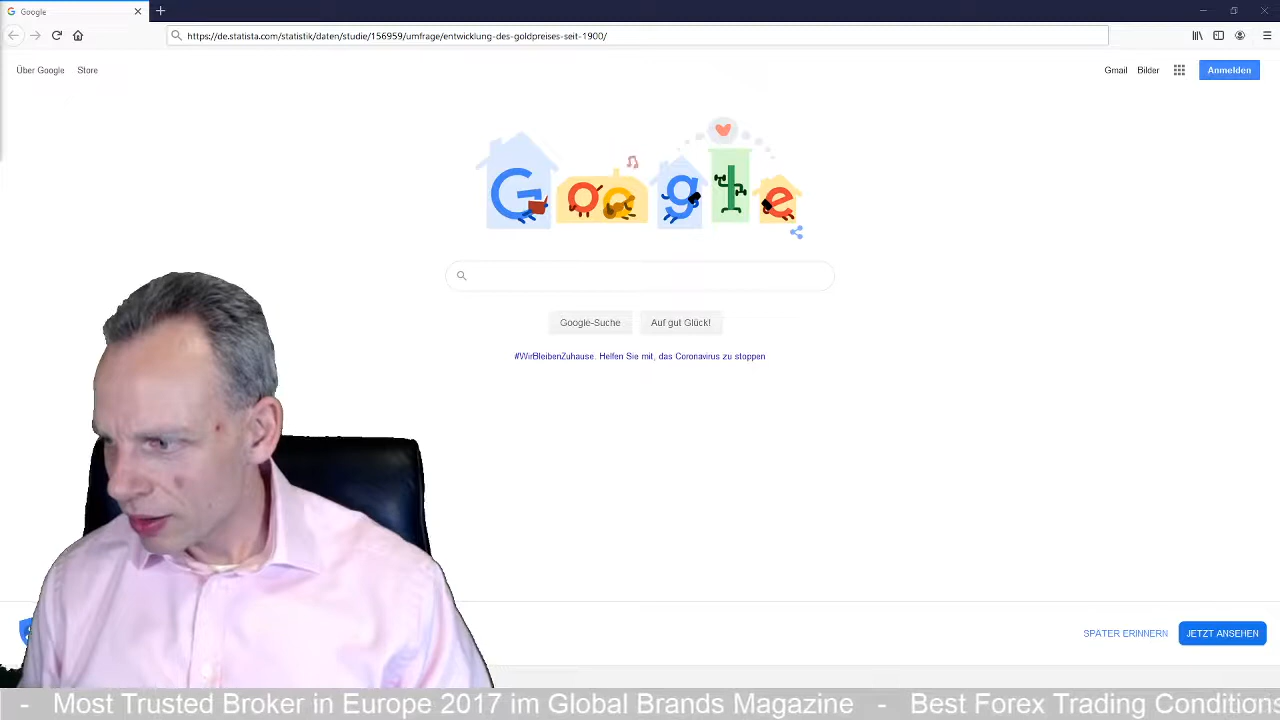 Google
https://de.statista.com/statistik/daten/studie/156959/umfrage/entwicklung-des-goldpreises-seit-1900/
Über Google Store Gmail Bilder Anmelden
Google
Google-Suche Auf gut Glück!
#WirBleibenZuhause. Helfen Sie mit, das Coronavirus zu stoppen
SPÄTER ERINNERN JETZT ANSEHEN
- Most Trusted Broker in Europe 2017 im Global Brands Magazine - Best Forex Trading Conditions